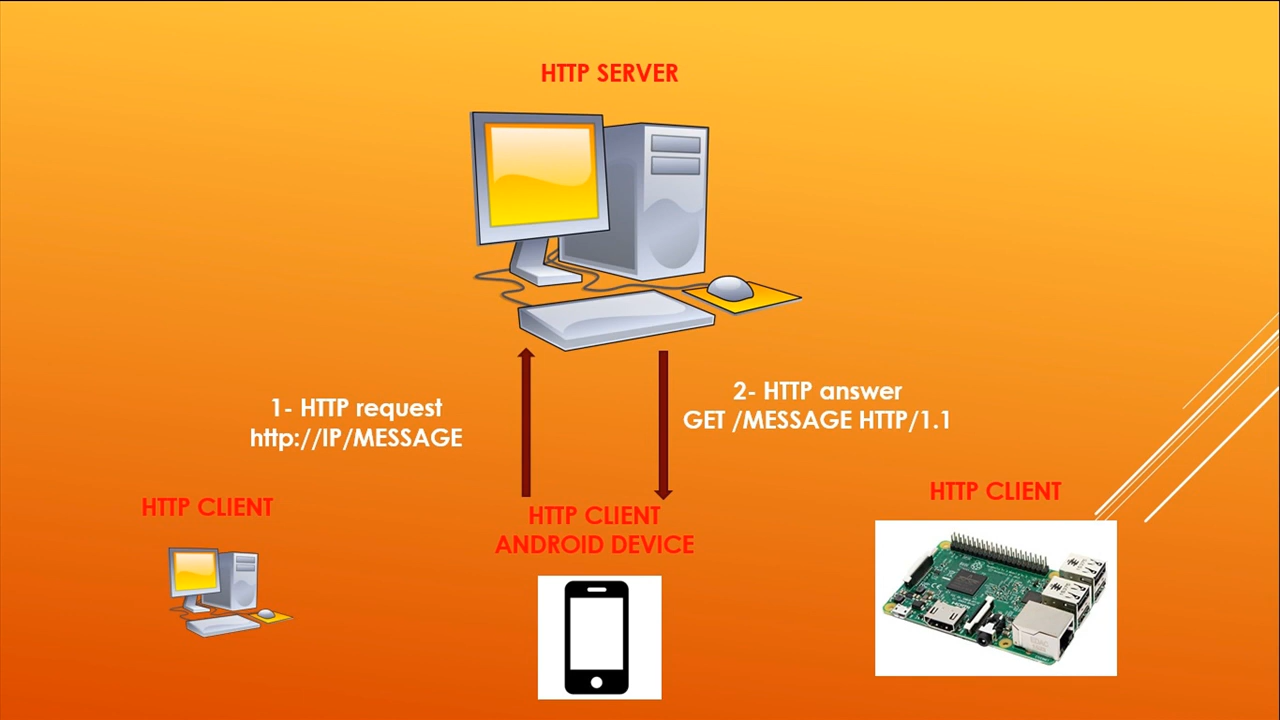 HTTP SERVER
1- HTTP request
http://IP/MESSAGE
2- HTTP answer
GET /MESSAGE HTTP/1.1
HTTP CLIENT
HTTP CLIENT
ANDROID DEVICE
HTTP CLIENT